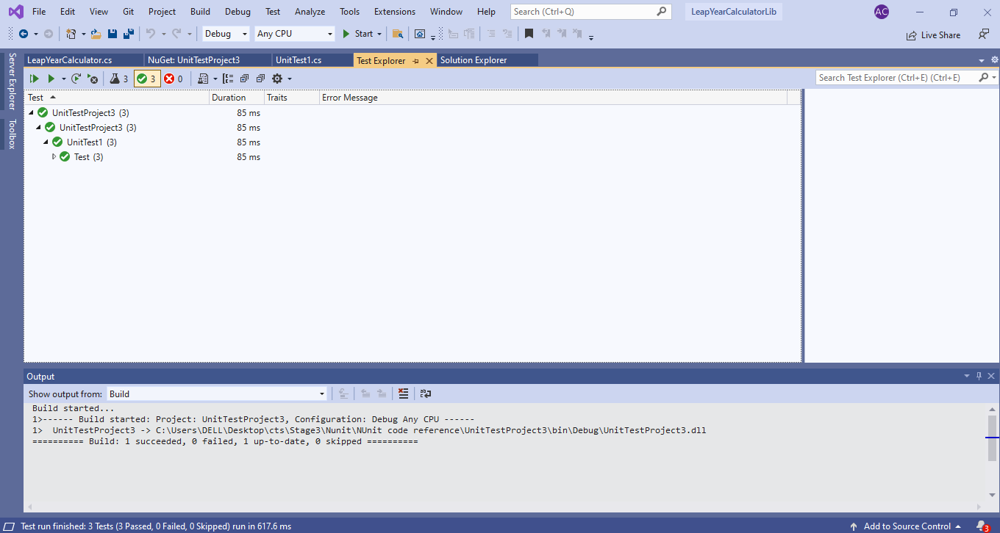 File Edit View Git Project Build Debug Test Analyze Tools Extensions Window Help Search (Ctrl+Q) LeapYearCalculatorLib AC
Debug Any CPU Start Live Share
Server Explorer
Toolbox
LeapYearCalculator.cs NuGet: UnitTestProject3 UnitTest1.cs Test Explorer Solution Explorer
3 3 0 Search Test Explorer (Ctrl+E) (Ctrl+E)
Test Duration Traits Error Message
UnitTestProject3 (3) 85 ms
UnitTestProject3 (3) 85 ms
UnitTest1 (3) 85 ms
Test (3) 85 ms
Output
Show output from: Build
Build started...
1>------ Build started: Project: UnitTestProject3, Configuration: Debug Any CPU ------
1>  UnitTestProject3 -> C:\Users\DELL\Desktop\cts\Stage3\Nunit\NUnit code reference\UnitTestProject3\bin\Debug\UnitTestProject3.dll
========== Build: 1 succeeded, 0 failed, 1 up-to-date, 0 skipped ==========
Test run finished: 3 Tests (3 Passed, 0 Failed, 0 Skipped) run in 617.6 ms Add to Source Control 3